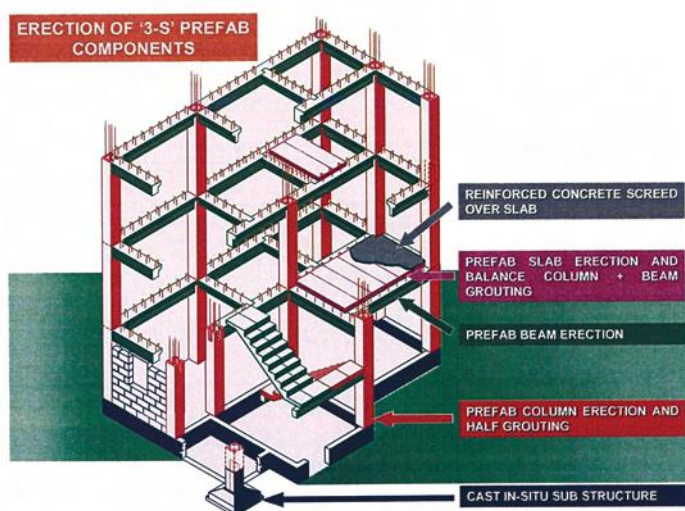 ERECTION OF '3-S' PREFAB
COMPONENTS
REINFORCED CONCRETE SCREED
OVER SLAB
PREFAB SLAB ERECTION AND
BALANCE COLUMN + BEAM
GROUTING
PREFAB BEAM ERECTION
PREFAB COLUMN ERECTION AND
HALF GROUTING
CAST IN-SITU SUB STRUCTURE